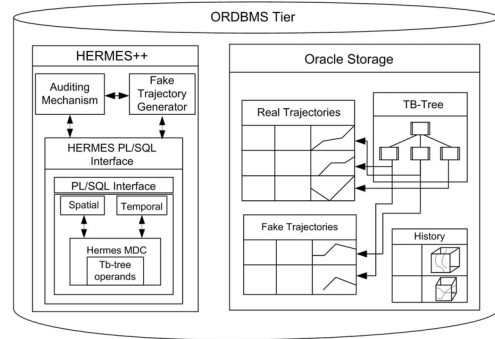 ORDBMS Tier
HERMES++
Auditing
Mechanism
Fake
Trajectory
Generator
HERMES PL/SQL
Interface
PL/SQL Interface
Spatial
Temporal
Hermes MDC
Tb-tree
operands
Oracle Storage
Real Trajectories
TB-Tree
Fake Trajectories
History